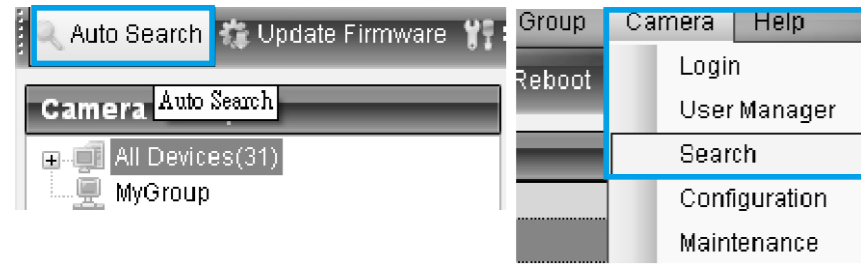 Auto Search Update Firmware
Camera
Auto Search
All Devices(31)
MyGroup
Group Camera Help
Reboot
Login
User Manager
Search
Configuration
Maintenance